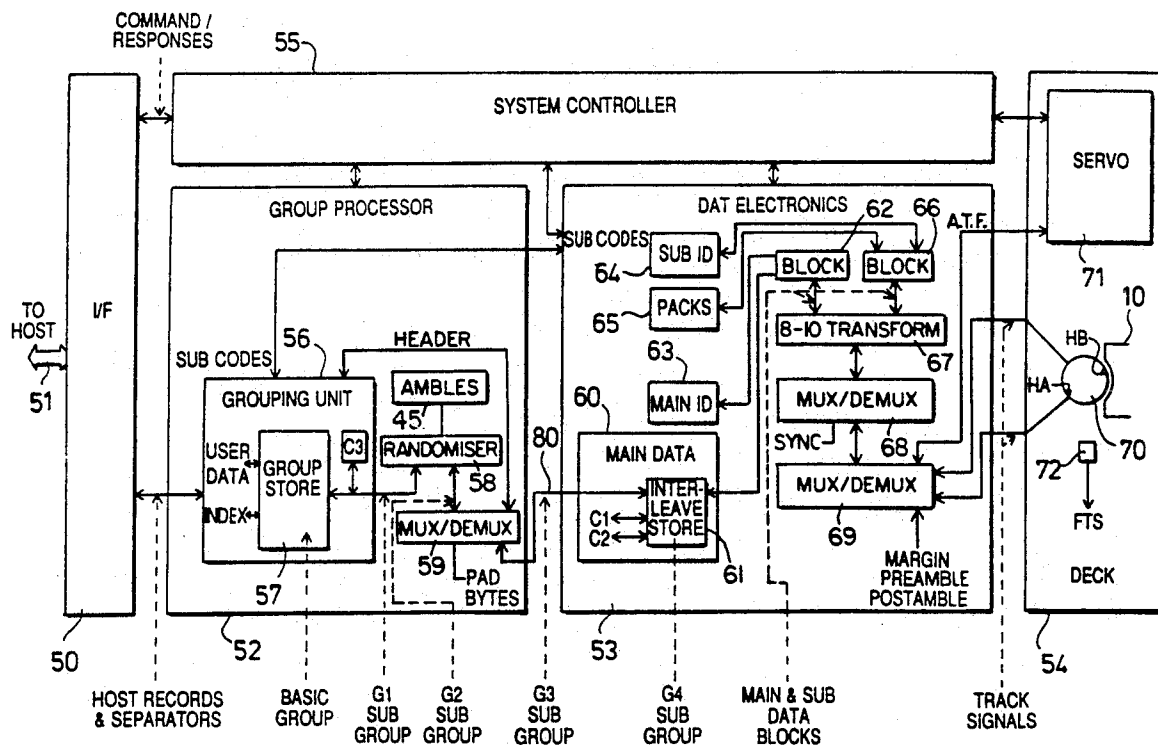 COMMAND /
RESPONSES
55
SYSTEM CONTROLLER
SERVO
71
I/F
TO
HOST
51
50
GROUP PROCESSOR
SUB CODES
56
HEADER
GROUPING UNIT
AMBLES
45
USER
DATA
INDEX
GROUP
STORE
57
C3
RANDOMISER
58
MUX/DEMUX
59
PAD
BYTES
52
80
DAT ELECTRONICS
SUB CODES
SUB ID
64
PACKS
65
63
MAIN ID
60
MAIN DATA
INTER-
LEAVE
STORE
C1
C2
61
62
BLOCK
66
BLOCK
8-10 TRANSFORM
67
MUX/DEMUX
68
SYNC
MUX/DEMUX
69
MARGIN
PREAMBLE
POSTAMBLE
53
A.T.F.
10
HB
HA
70
72
FTS
DECK
54
HOST RECORDS
& SEPARATORS
BASIC
GROUP
G1
SUB
GROUP
G2
SUB
GROUP
G3
SUB
GROUP
G4
SUB
GROUP
MAIN & SUB
DATA
BLOCKS
TRACK
SIGNALS